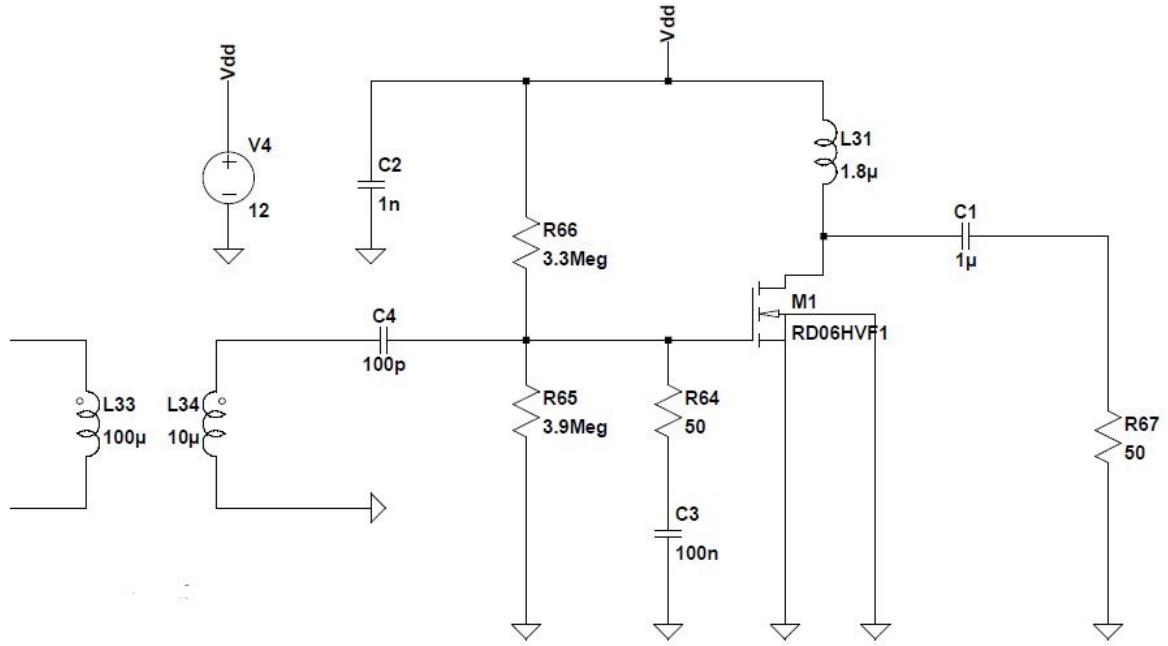 Vdd
Vdd
V4
12
C2
1n
L31
1.8µ
R66
3.3Meg
C1
1µ
M1
RD06HVF1
C4
100p
L33
100µ
L34
10µ
R65
3.9Meg
R64
50
R67
50
C3
100n